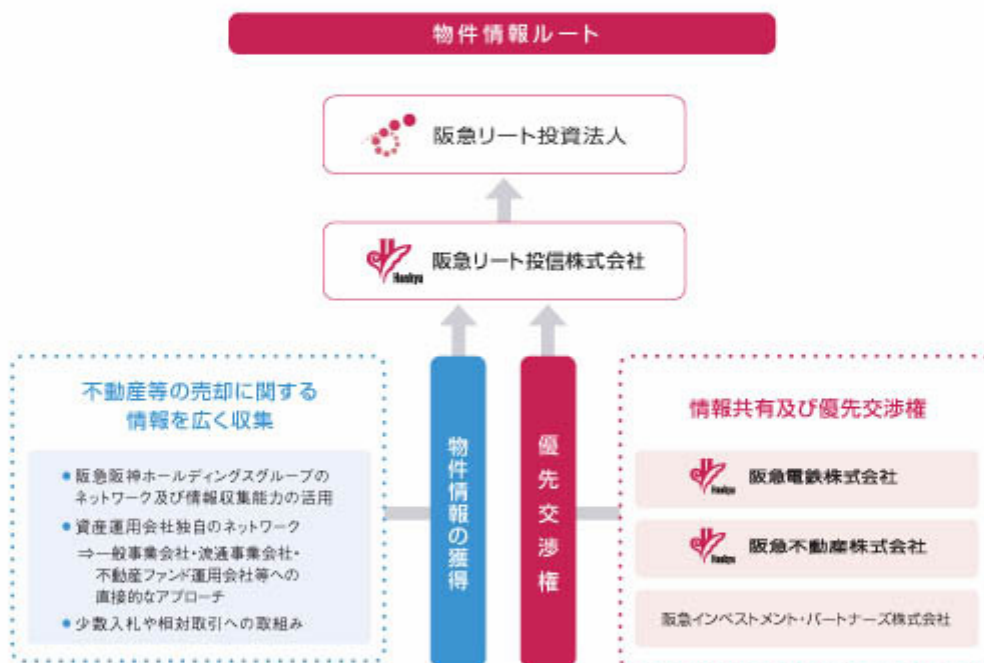 物件情報ルート
阪急リート投資法人
Hankyu
阪急リート投信株式会社
不動産等の売却に関する
情報を広く収集
●阪急阪神ホールディングスグループの
ネットワーク及び情報収集能力の活用
●資産運用会社独自のネットワーク
⇒一般事業会社・流通事業会社・
不動産ファンド運用会社等への
直接的なアプローチ
●少数入札や相対取引への取組み
物件情報の獲得
優先交渉権
情報共有及び優先交渉権
Hankyu
阪急電鉄株式会社
Hankyu
阪急不動産株式会社
阪急インベストメント・パートナーズ株式会社